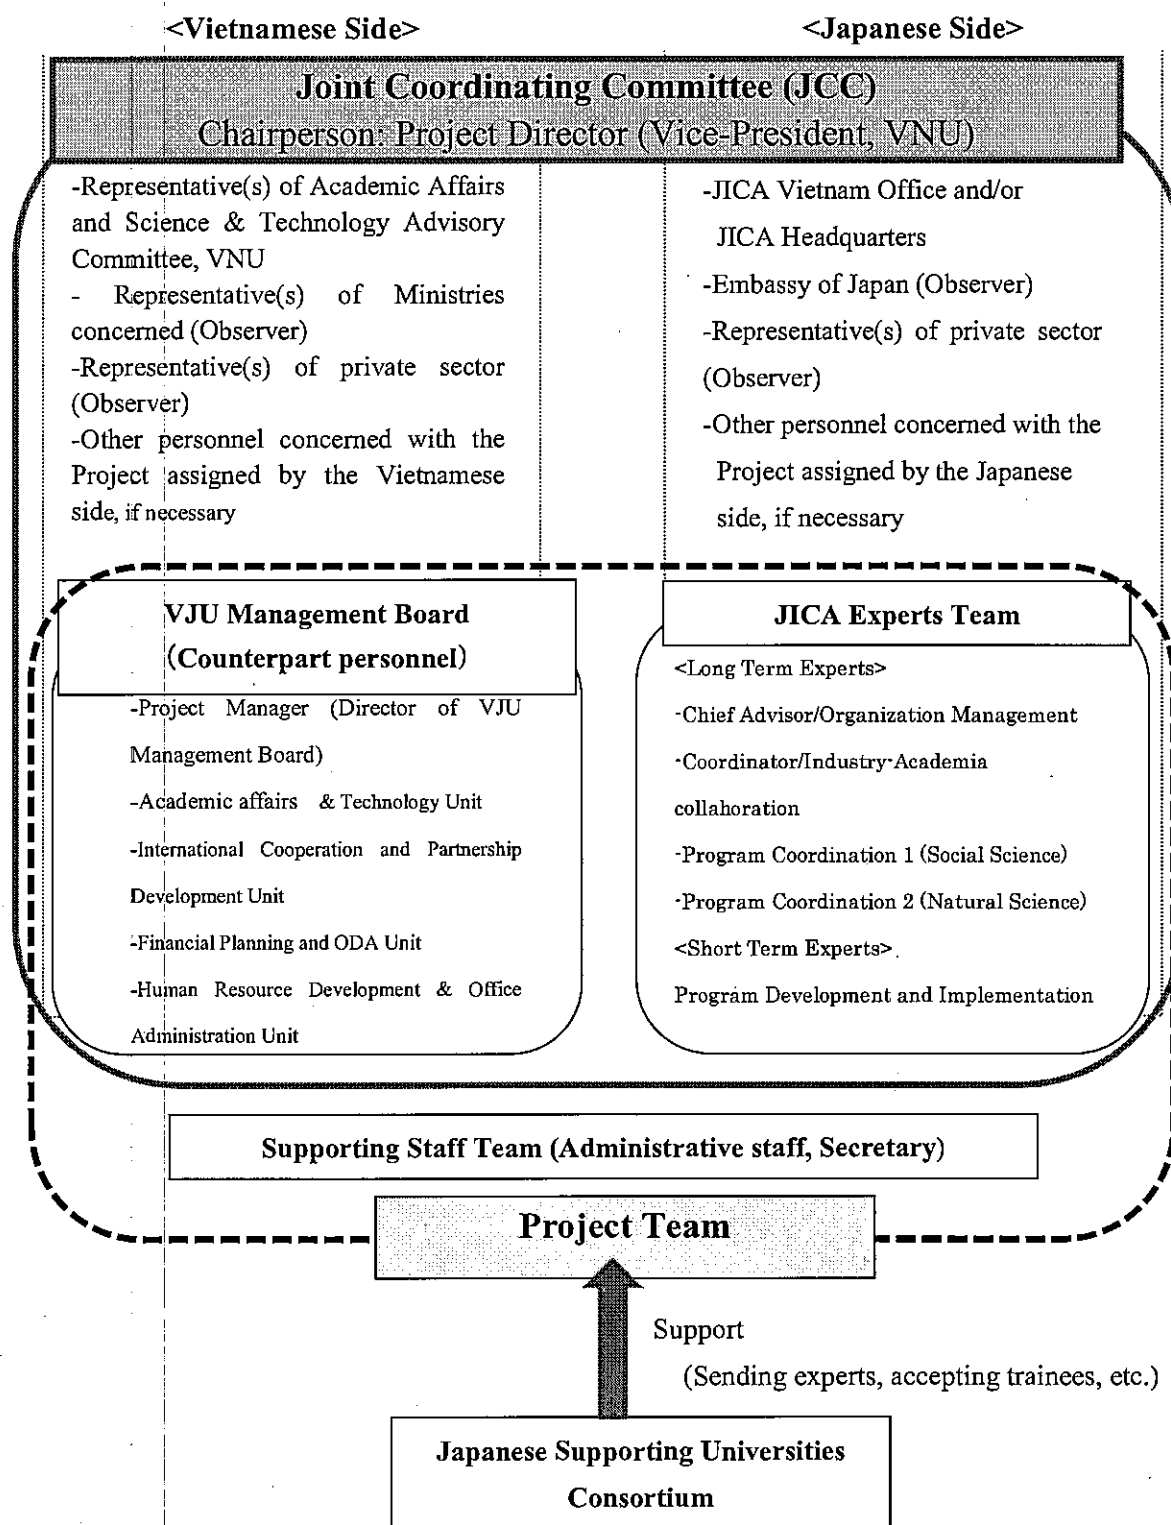 <Vietnamese Side>
<Japanese Side>
Joint Coordinating Committee (JCC)
Chairperson: Project Director (Vice-President, VNU)
-Representative(s) of Academic Affairs
and Science & Technology Advisory
Committee, VNU
- Representative(s) of Ministries
concerned (Observer)
-Representative(s) of private sector
(Observer)
-Other personnel concerned with the
Project assigned by the Vietnamese
side, if necessary
-JICA Vietnam Office and/or
JICA Headquarters
-Embassy of Japan (Observer)
-Representative(s) of private sector
(Observer)
-Other personnel concerned with the
Project assigned by the Japanese
side, if necessary
VJU Management Board
(Counterpart personnel)
-Project Manager (Director of VJU
Management Board)
-Academic affairs & Technology Unit
-International Cooperation and Partnership
Development Unit
-Financial Planning and ODA Unit
-Human Resource Development & Office
Administration Unit
JICA Experts Team
<Long Term Experts>
-Chief Advisor/Organization Management
-Coordinator/Industry-Academia
collahoration
-Program Coordination 1 (Social Science)
-Program Coordination 2 (Natural Science)
<Short Term Experts>
Program Development and Implementation
Supporting Staff Team (Administrative staff, Secretary)
Project Team
Support
(Sending experts, accepting trainees, etc.)
Japanese Supporting Universities
Consortium